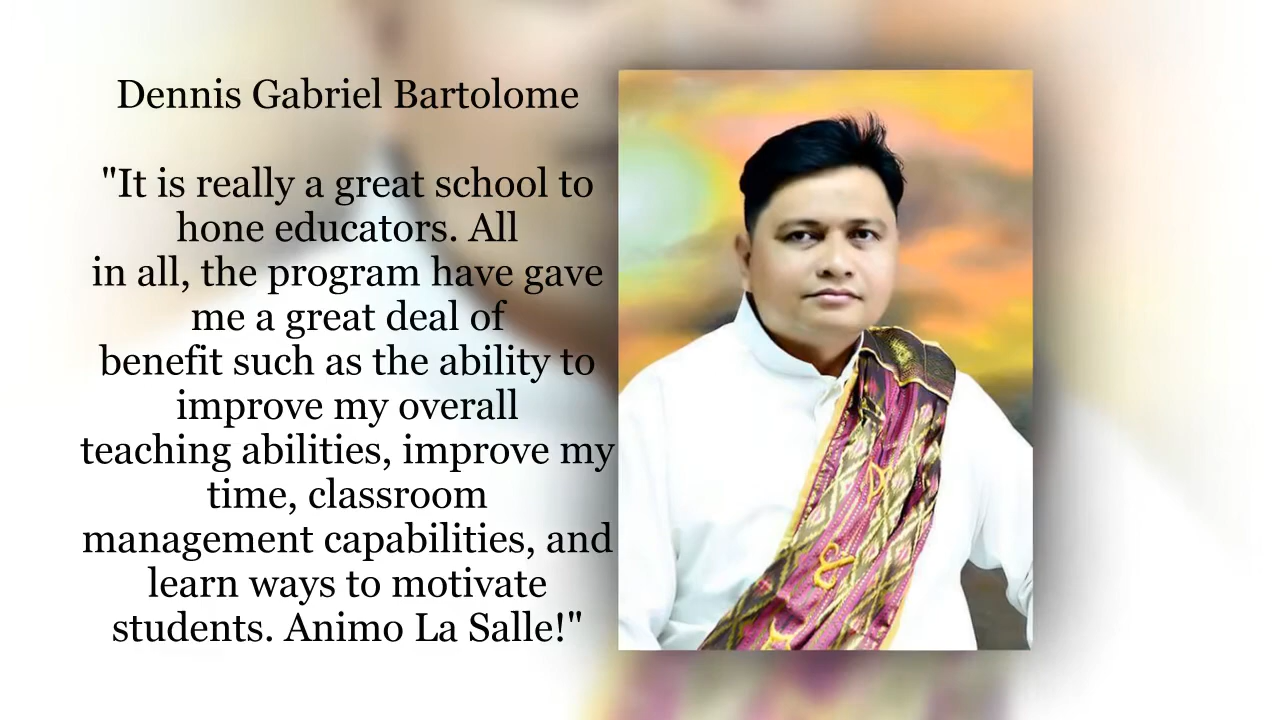 Dennis Gabriel Bartolome
"It is really a great school to
hone educators. All
in all, the program have gave
me a great deal of
benefit such as the ability to
improve my overall
teaching abilities, improve my
time, classroom
management capabilities, and
learn ways to motivate
students. Animo La Salle!"